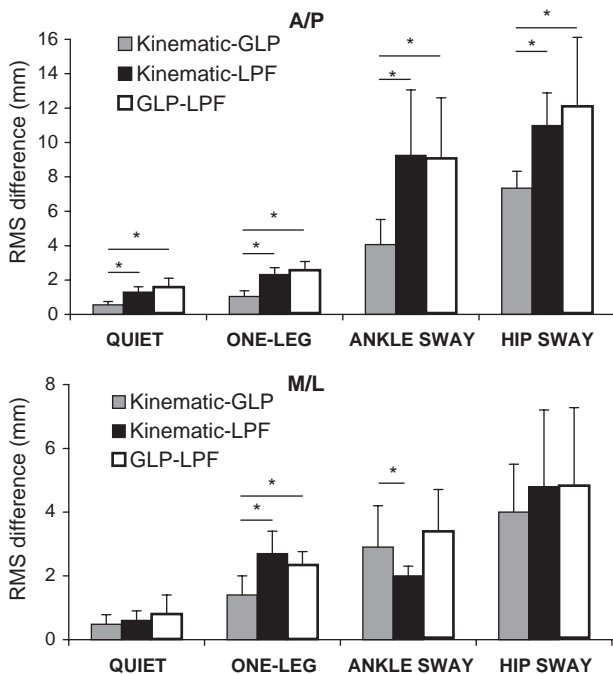 A/P
RMS difference (mm)
16
14
12
10
8
6
4
2
0
Kinematic-GLP
Kinematic-LPF
GLP-LPF
* * * * * * * *
QUIET ONE-LEG ANKLE SWAY HIP SWAY
M/L
RMS difference (mm)
8
6
4
2
0
Kinematic-GLP
Kinematic-LPF
GLP-LPF
* * *
QUIET ONE-LEG ANKLE SWAY HIP SWAY